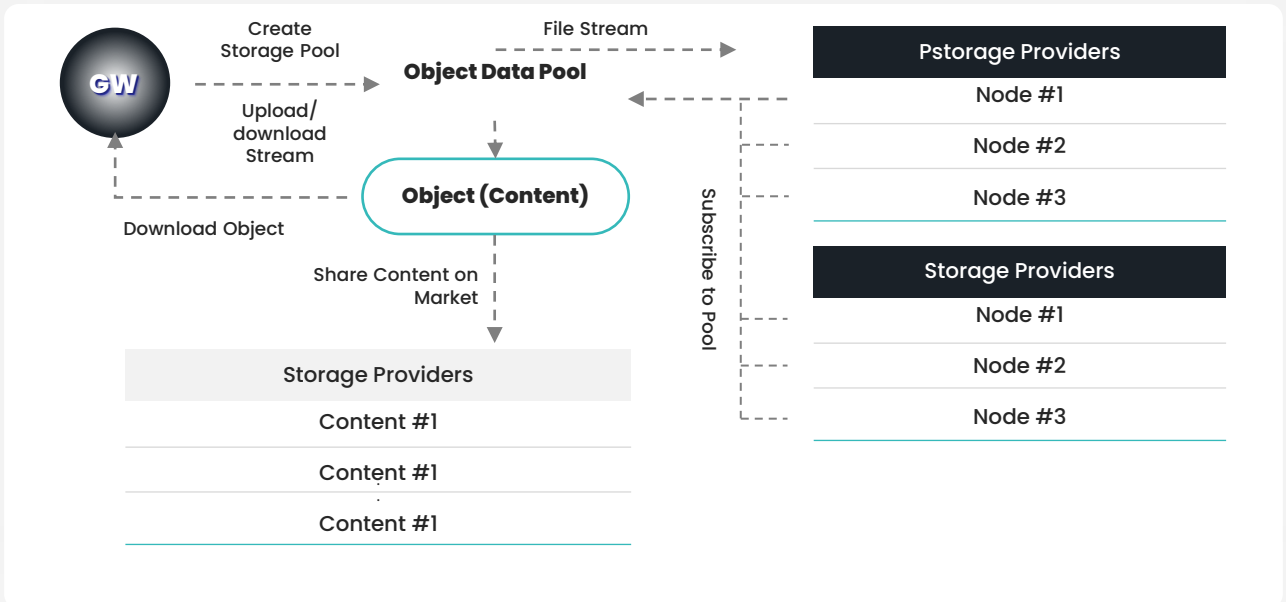 GW
Create
Storage Pool
Upload/
download
Stream
File Stream
Object Data Pool
Object (Content)
Download Object
Share Content on
Market
Subscribe to Pool
Pstorage Providers
Node #1
Node #2
Node #3
Storage Providers
Node #1
Node #2
Node #3
Storage Providers
Content #1
Content #1
Content #1